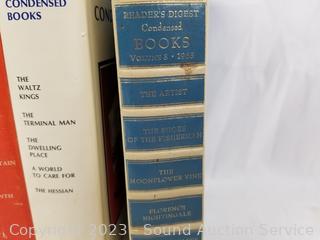 CONDENSED
BOOKS
THE
WALTZ
KINGS
THE
TERMINAL MAN
THE
DWELLING
PLACE
A WORLD
TO CARE FOR
THE HESSIAN
READER'S DIGEST
Condensed
BOOKS
THE ARTIST
THE SHOES
OF THE FISHERMAN
THE
MOONFLOWER VINE
FLORENCE
NIGHTINGALE
Copyright 2023 - Sound Auction Service